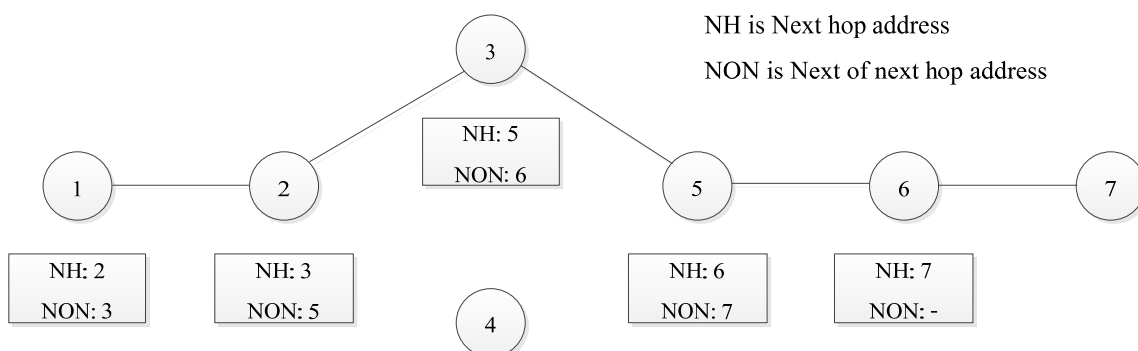 3
NH is Next hop address
NON is Next of next hop address
NH: 5
NON: 6
1
2
5
6
7
NH: 2
NON: 3
NH: 3
NON: 5
NH: 6
NON: 7
NH: 7
NON: -
4